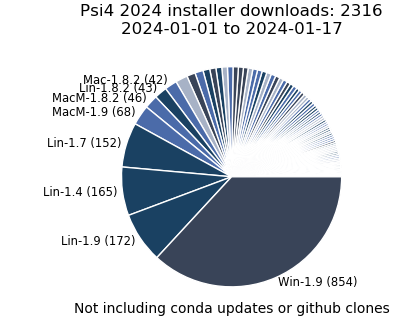 Psi4 2024 installer downloads: 2316
2024-01-01 to 2024-01-17
Mac-1.8.2 (42)
Lin-1.8.2 (43)
MacM-1.8.2 (46)
MacM-1.9 (68)
Lin-1.7 (152)
Lin-1.4 (165)
Lin-1.9 (172)
Win-1.9 (854)
Not including conda updates or github clones